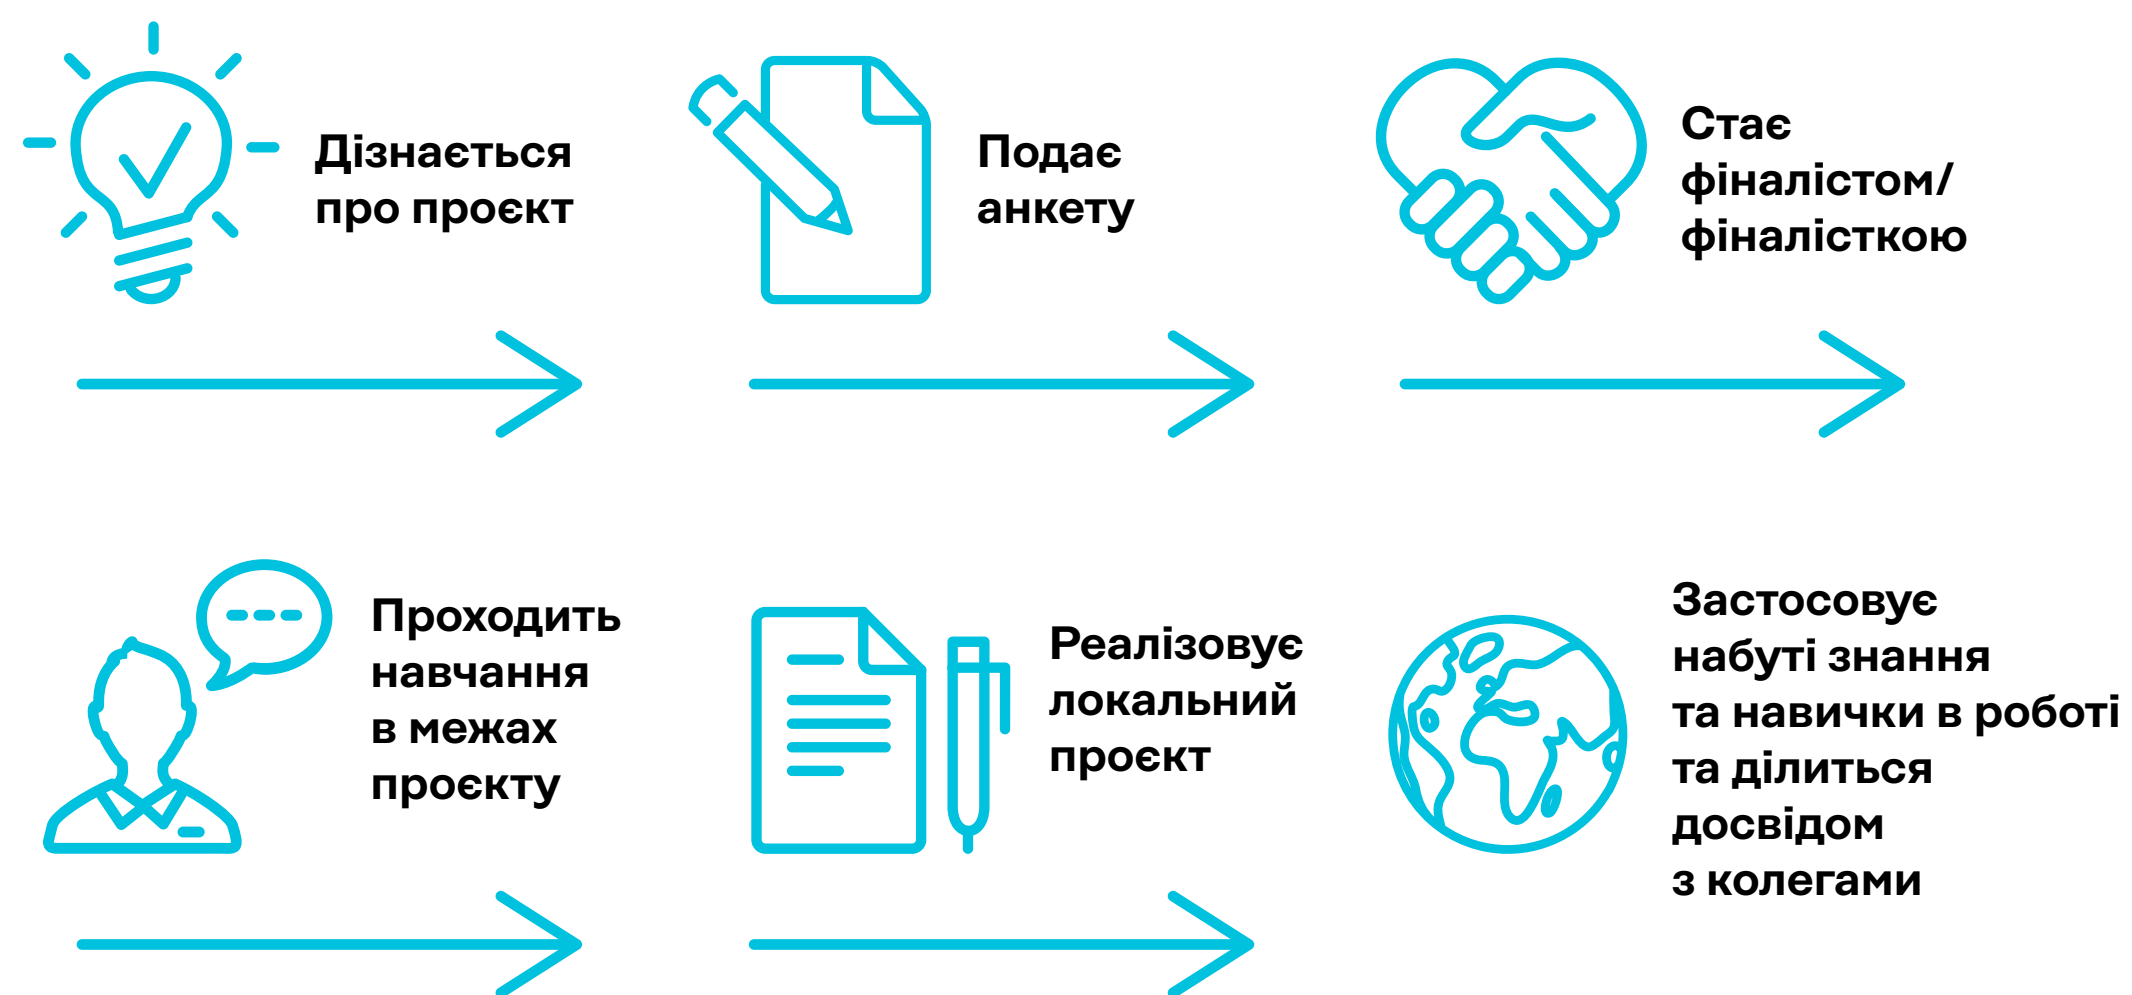 Дізнається
про проєкт
Подає
анкету
Стає
фіналістом/
фіналісткою
Проходить
навчання
в межах
проєкту
Реалізовує
локальний
проєкт
Застосовує
набуті знання
та навички в роботі
та ділиться
досвідом
з колегами